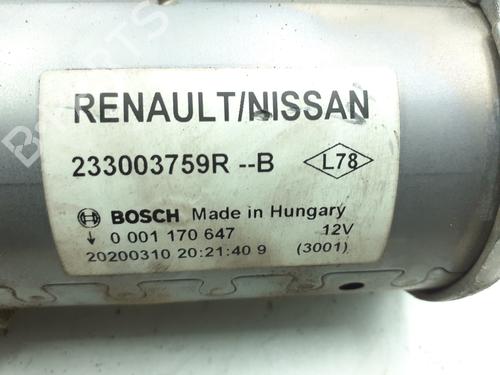 RENAULT/NISSAN
233003759R --B
L78
BOSCH Made in Hungary
↓ 0 001 170 647 12V
20200310 20:21:40 9 (3001)